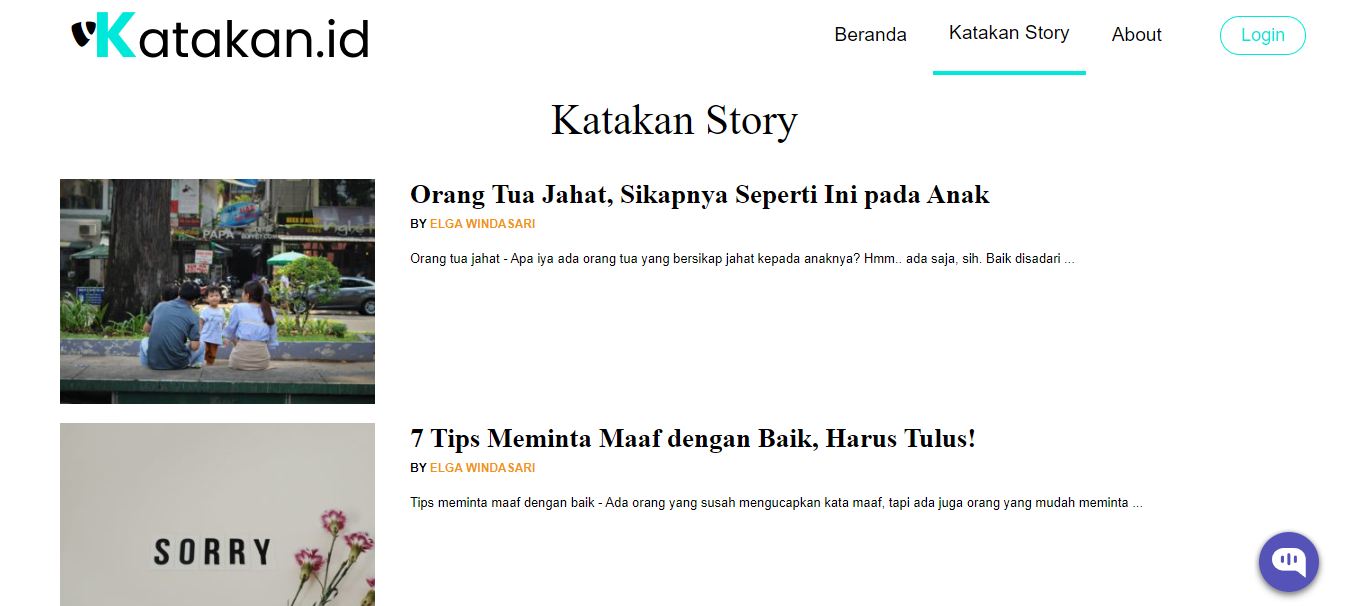 Katakan.id
Beranda
Katakan Story
About
Login
Katakan Story
PAPA
Orang Tua Jahat, Sikapnya Seperti Ini pada Anak
BY ELGA WINDASARI
Orang tua jahat - Apa iya ada orang tua yang bersikap jahat kepada anaknya? Hmm.. ada saja, sih. Baik disadari ...
SORRY
7 Tips Meminta Maaf dengan Baik, Harus Tulus!
BY ELGA WINDASARI
Tips meminta maaf dengan baik - Ada orang yang susah mengucapkan kata maaf, tapi ada juga orang yang mudah meminta ...